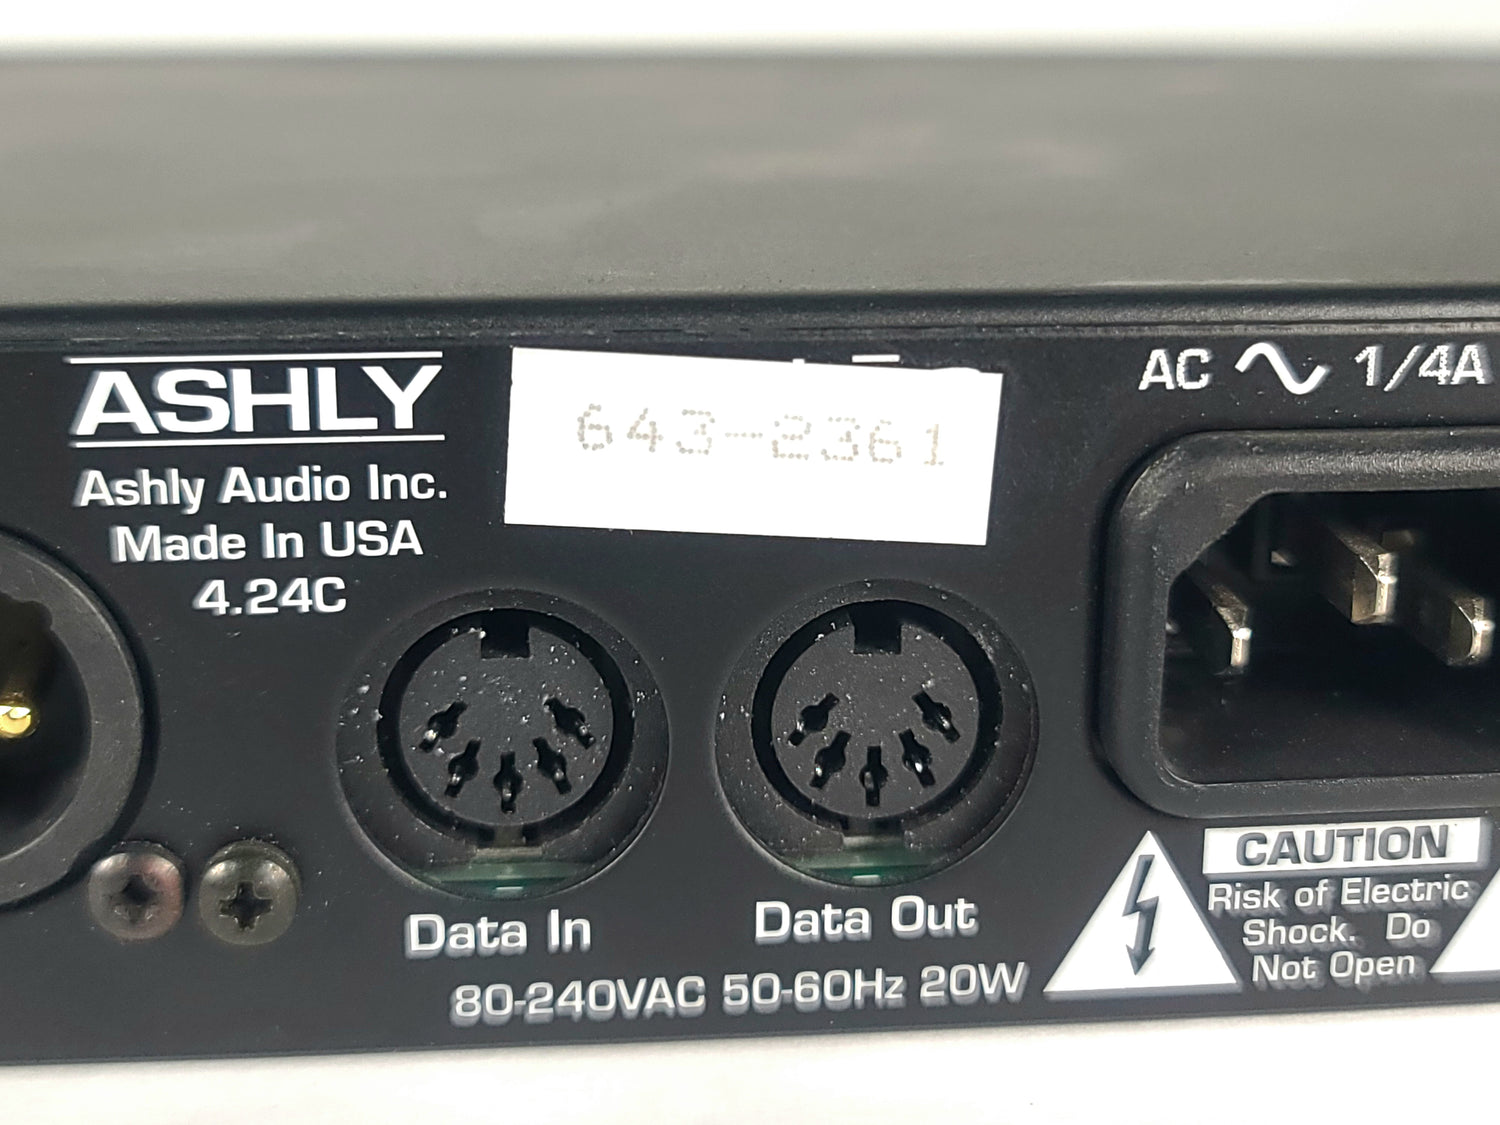 ASHLY
Ashly Audio Inc.
Made In USA
4.24C
643-2361
Data In
Data Out
80-240VAC 50-60Hz 20W
AC 1/4A
CAUTION
Risk of Electric
Shock. Do
Not Open